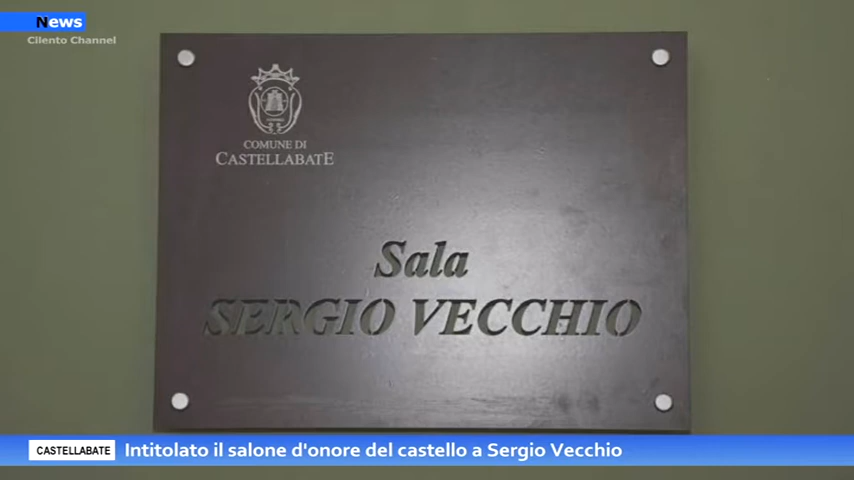 News
Cilento Channel
COMUNE DI
CASTELLABATE
Sala
SERGIO VECCHIO
CASTELLABATE Intitolato il salone d'onore del castello a Sergio Vecchio